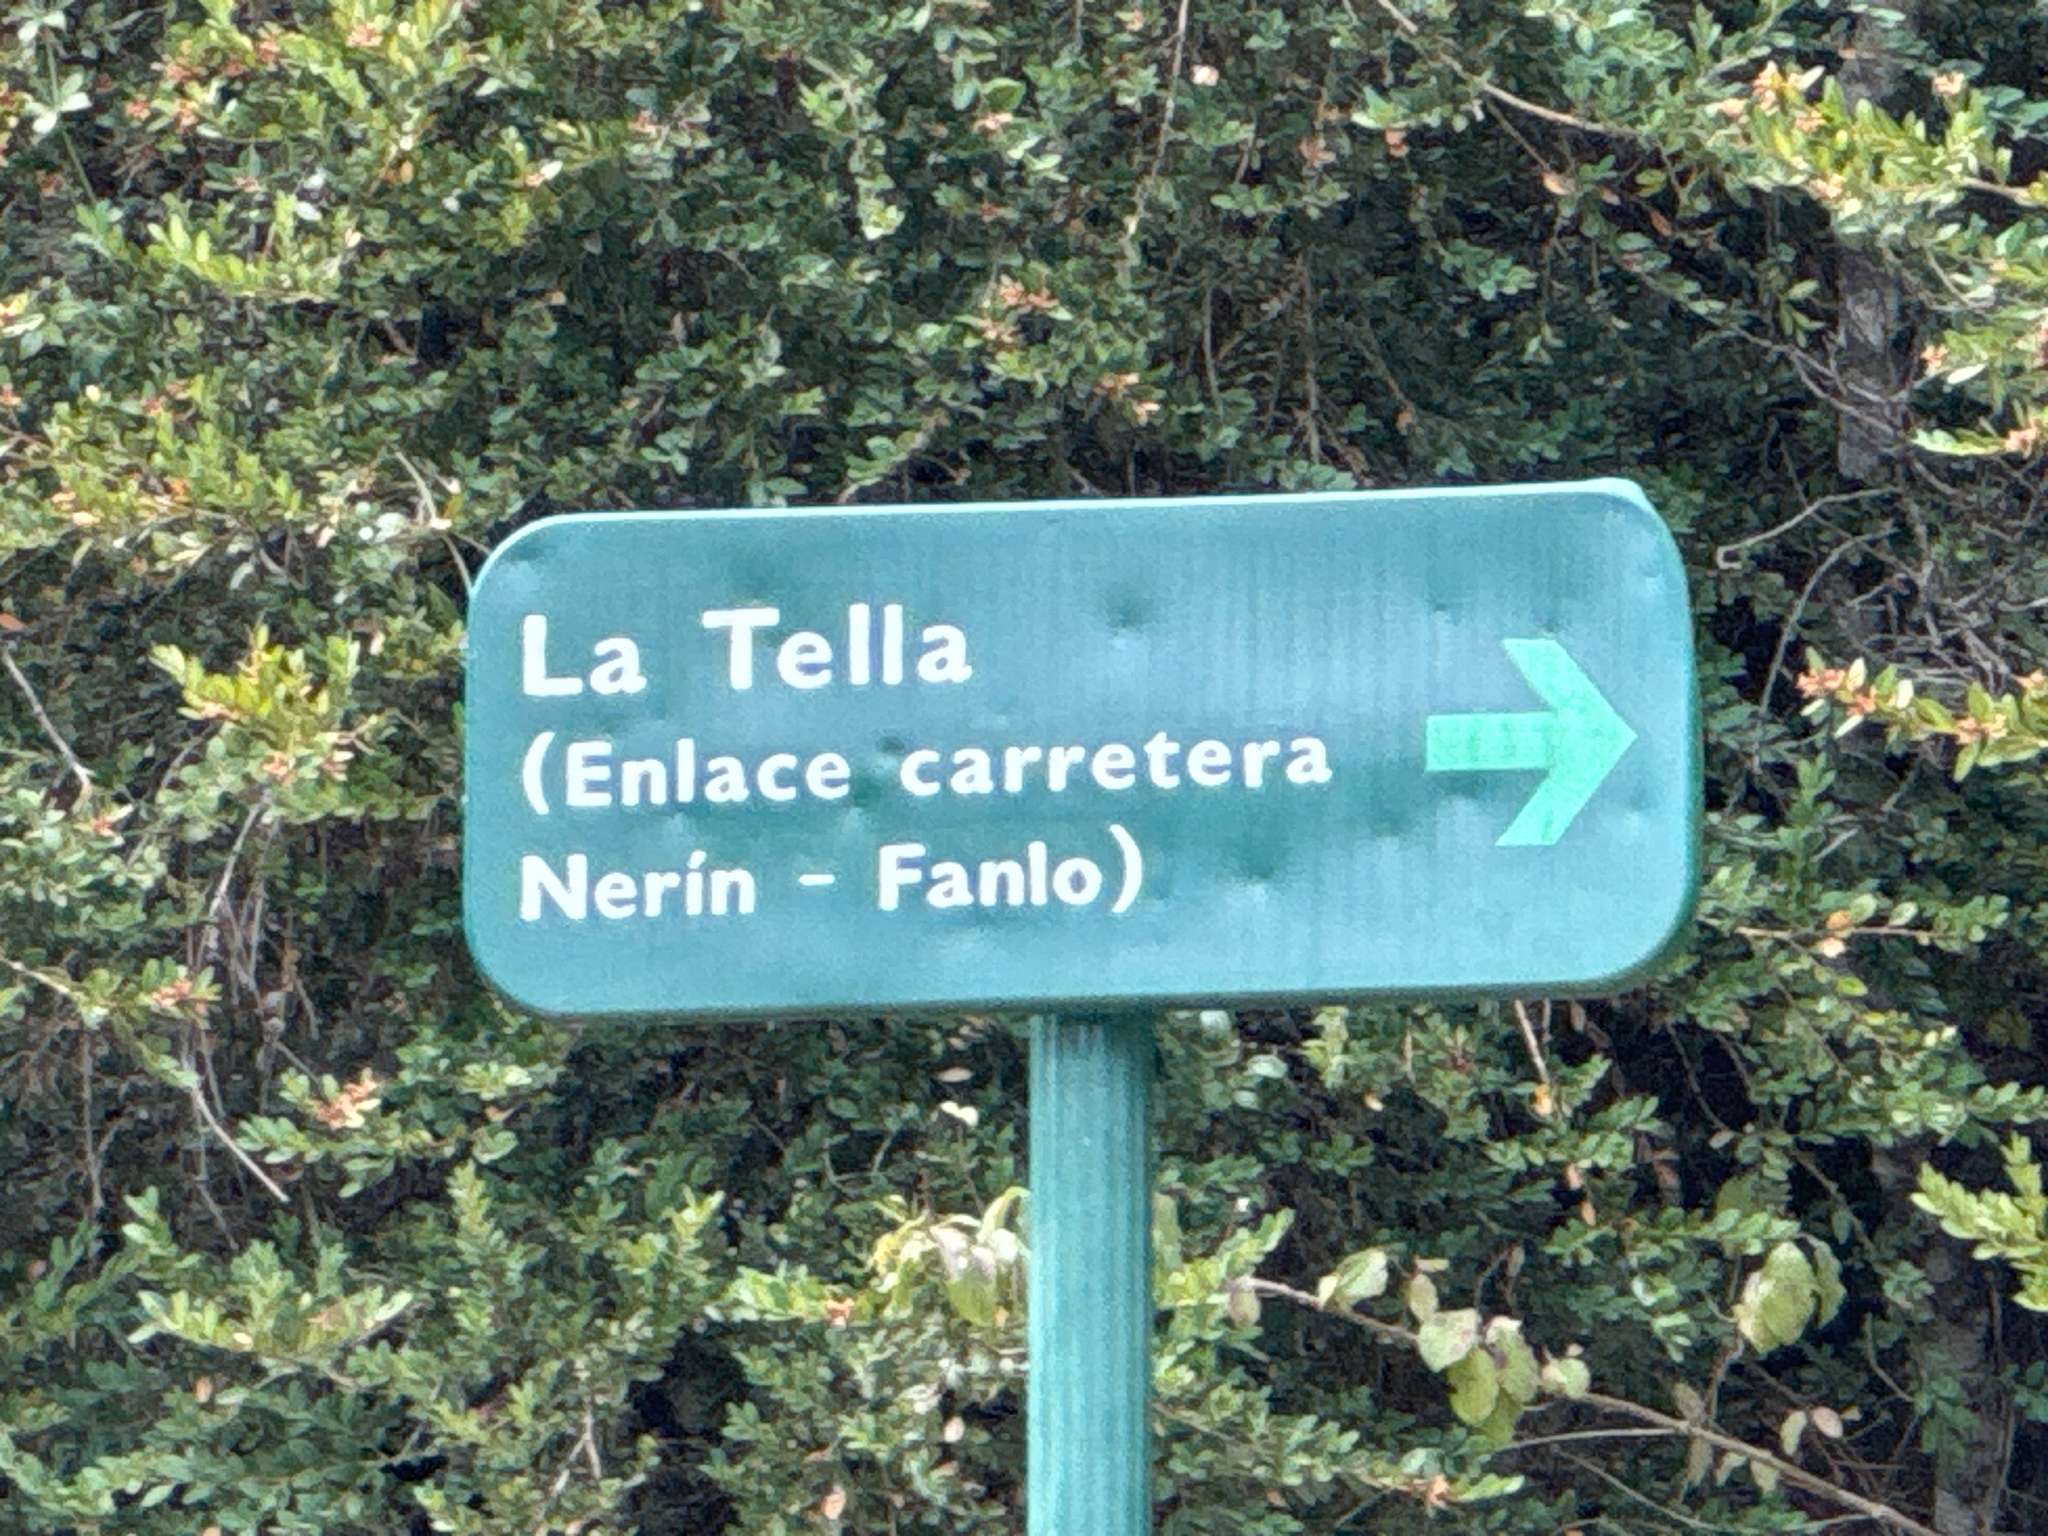 La Tella
(Enlace carretera
Nerín - Fanlo)